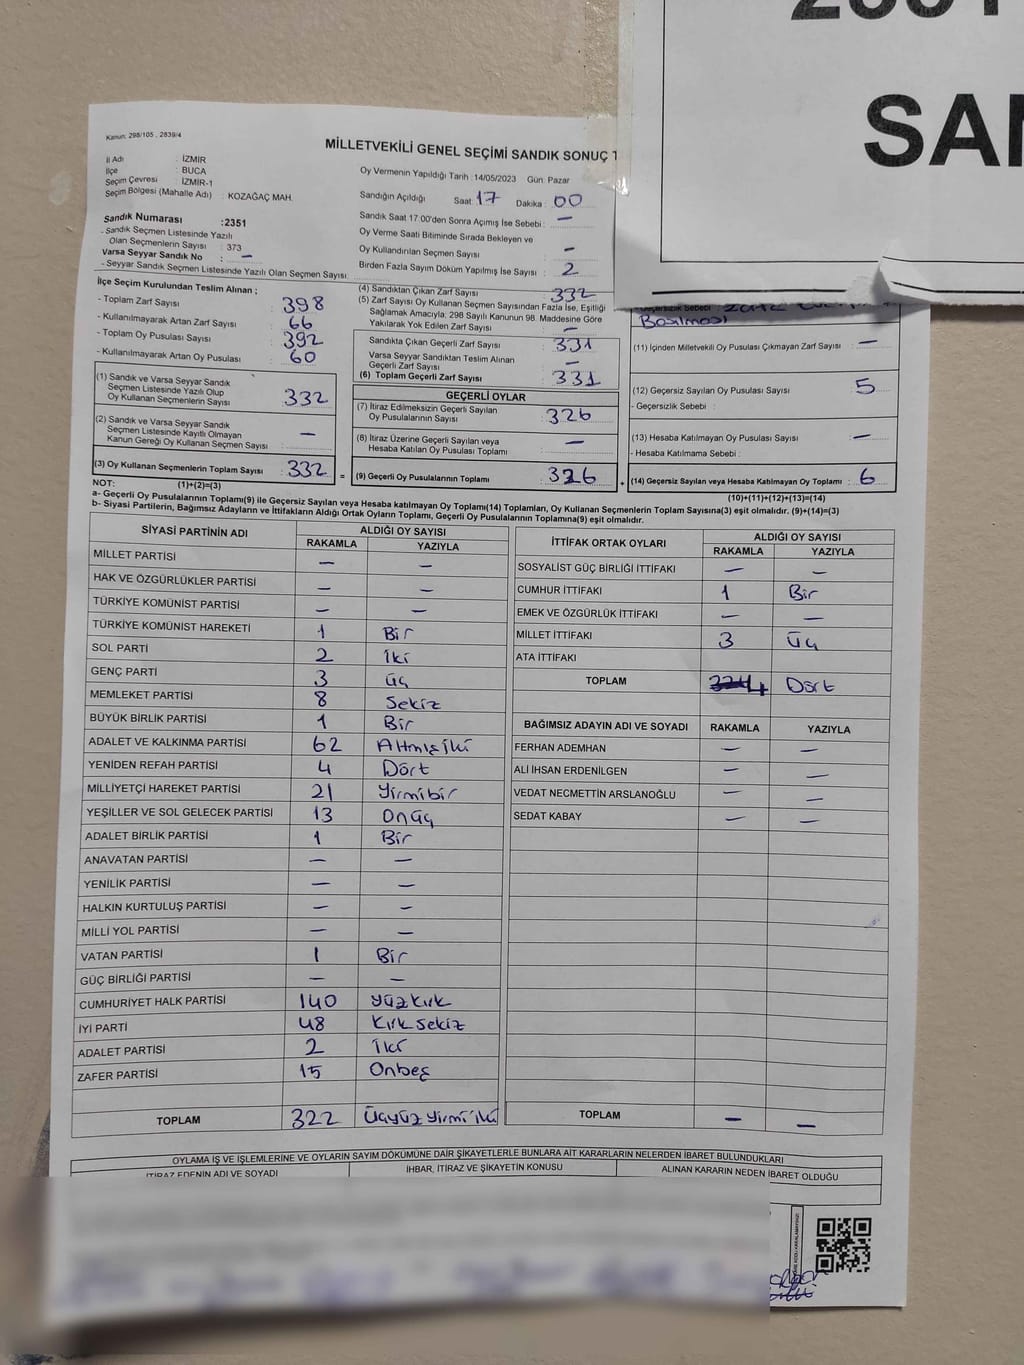 SAN
Kanun: 298/105 , 2839/4
MİLLETVEKİLİ GENEL SEÇİMİ SANDIK SONUÇ T
İl Adı : İZMİR
İlçe : BUCA
Seçim Çevresi : İZMİR-1
Seçim Bölgesi (Mahalle Adı) : KOZAĞAÇ MAH.
Oy Vermenin Yapıldığı Tarih :14/05/2023 Gün: Pazar
Sandığın Açıldığı Saat: 17 Dakika : 00
Sandık Saat 17:00'den Sonra Açımış İse Sebebi : —
Oy Verme Saati Bitiminde Sırada Bekleyen ve
Oy Kullandırılan Seçmen Sayısı : —
Birden Fazla Sayım Döküm Yapılmış İse Sayısı : 2
Sandık Numarası :2351
- Sandık Seçmen Listesinde Yazılı
Olan Seçmenlerin Sayısı : 373
Varsa Seyyar Sandık No : —
- Seyyar Sandık Seçmen Listesinde Yazılı Olan Seçmen Sayısı:
İlçe Seçim Kurulundan Teslim Alınan ;
- Toplam Zarf Sayısı : 398
- Kullanılmayarak Artan Zarf Sayısı : 66
- Toplam Oy Pusulası Sayısı : 392
- Kullanılmayarak Artan Oy Pusulası : 60
(1) Sandık ve Varsa Seyyar Sandık
Seçmen Listesinde Yazılı Olup
Oy Kullanan Seçmenlerin Sayısı : 332
(2) Sandık ve Varsa Seyyar Sandık
Seçmen Listesinde Kayıtlı Olmayan
Kanun Gereği Oy Kullanan Seçmen Sayısı : —
(3) Oy Kullanan Seçmenlerin Toplam Sayısı : 332 =
(4) Sandıktan Çıkan Zarf Sayısı : 332
(5) Zarf Sayısı Oy Kullanan Seçmen Sayısından Fazla İse, Eşitliği
Sağlamak Amacıyla; 298 Sayılı Kanunun 98. Maddesine Göre
Yakılarak Yok Edilen Zarf Sayısı : —
Sandıkta Çıkan Geçerli Zarf Sayısı : 331
Varsa Seyyar Sandıktan Teslim Alınan
Geçerli Zarf Sayısı : —
(6) Toplam Geçerli Zarf Sayısı : 331
GEÇERLİ OYLAR
(7) İtiraz Edilmeksizin Geçerli Sayılan
Oy Pusulalarının Sayısı : 326
(8) İtiraz Üzerine Geçerli Sayılan veya
Hesaba Katılan Oy Pusulası Toplamı : —
(9) Geçerli Oy Pusulalarının Toplamı : 326 +
Basılması
(11) İçinden Milletvekili Oy Pusulası Çıkmayan Zarf Sayısı : —
(12) Geçersiz Sayılan Oy Pusulası Sayısı : 5
- Geçersizlik Sebebi :
(13) Hesaba Katılmayan Oy Pusulası Sayısı : —
- Hesaba Katılmama Sebebi :
(14) Geçersiz Sayılan veya Hesaba Katılmayan Oy Toplamı : 6
NOT: (1)+(2)=(3) (10)+(11)+(12)+(13)=(14)
a- Geçerli Oy Pusulalarının Toplamı(9) ile Geçersiz Sayılan veya Hesaba katılmayan Oy Toplamı(14) Toplamları, Oy Kullanan Seçmenlerin Toplam Sayısına(3) eşit olmalıdır. (9)+(14)=(3)
b- Siyasi Partilerin, Bağımsız Adayların ve İttifakların Aldığı Ortak Oyların Toplamı, Geçerli Oy Pusulalarının Toplamına(9) eşit olmalıdır.
SİYASİ PARTİNİN ADI ALDIĞI OY SAYISI
RAKAMLA YAZIYLA
MİLLET PARTİSİ — —
HAK VE ÖZGÜRLÜKLER PARTİSİ — —
TÜRKİYE KOMÜNİST PARTİSİ — —
TÜRKİYE KOMÜNİST HAREKETİ 1 Bir
SOL PARTİ 2 İki
GENÇ PARTİ 3 Üç
MEMLEKET PARTİSİ 8 Sekiz
BÜYÜK BİRLİK PARTİSİ 1 Bir
ADALET VE KALKINMA PARTİSİ 62 Altmışiki
YENİDEN REFAH PARTİSİ 4 Dört
MİLLİYETÇİ HAREKET PARTİSİ 21 Yirmibir
YEŞİLLER VE SOL GELECEK PARTİSİ 13 Onüç
ADALET BİRLİK PARTİSİ 1 Bir
ANAVATAN PARTİSİ — —
YENİLİK PARTİSİ — —
HALKIN KURTULUŞ PARTİSİ — —
MİLLİ YOL PARTİSİ — —
VATAN PARTİSİ 1 Bir
GÜÇ BİRLİĞİ PARTİSİ — —
CUMHURİYET HALK PARTİSİ 140 yüzkırk
İYİ PARTİ 48 Kırk sekiz
ADALET PARTİSİ 2 İki
ZAFER PARTİSİ 15 Onbeş
TOPLAM 322 Üçyüz yirmi iki
İTTİFAK ORTAK OYLARI ALDIĞI OY SAYISI
RAKAMLA YAZIYLA
SOSYALİST GÜÇ BİRLİĞİ İTTİFAKI — —
CUMHUR İTTİFAKI 1 Bir
EMEK VE ÖZGÜRLÜK İTTİFAKI — —
MİLLET İTTİFAKI 3 Üç
ATA İTTİFAKI
TOPLAM 4 Dört
BAĞIMSIZ ADAYIN ADI VE SOYADI RAKAMLA YAZIYLA
FERHAN ADEMHAN — —
ALİ İHSAN ERDENİLGEN — —
VEDAT NECMETTİN ARSLANOĞLU — —
SEDAT KABAY — —
TOPLAM — —
OYLAMA İŞ VE İŞLEMLERİNE VE OYLARIN SAYIM DÖKÜMÜNE DAİR ŞİKAYETLERLE BUNLARA AİT KARARLARIN NELERDEN İBARET BULUNDUKLARI
İTİRAZ EDENİN ADI VE SOYADI İHBAR, İTİRAZ VE ŞİKAYETİN KONUSU ALINAN KARARIN NEDEN İBARET OLDUĞU